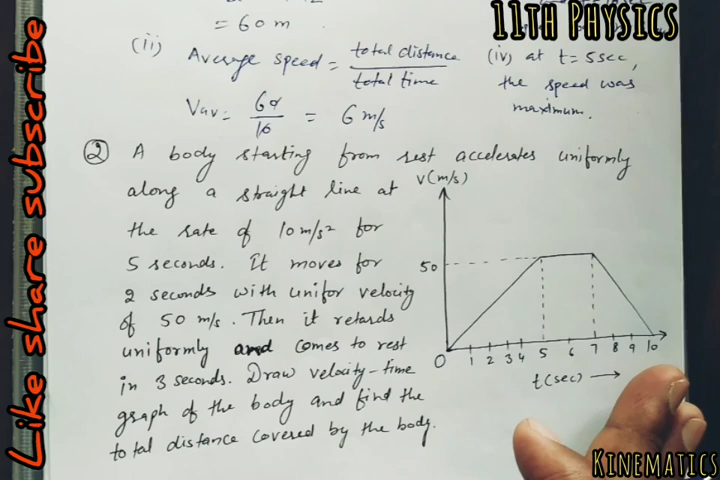 11th Physics
= 60 m
(ii) Average speed = total distance / total time
(iv) at t = 5sec,
the speed was
maximum.
Vav = 60/10 = 6 m/s
② A body starting from rest accelerates uniformly
along a straight line at
the rate of 10 m/s² for
5 seconds. It moves for
2 seconds with unifor velocity
of 50 m/s. Then it retards
uniformly and comes to rest
in 3 seconds. Draw velocity-time
graph of the body and find the
total distance covered by the body.
V(m/s)
50
O 1 2 3 4 5 6 7 8 9 10
t(sec) →
Like share subscribe
Kinematics